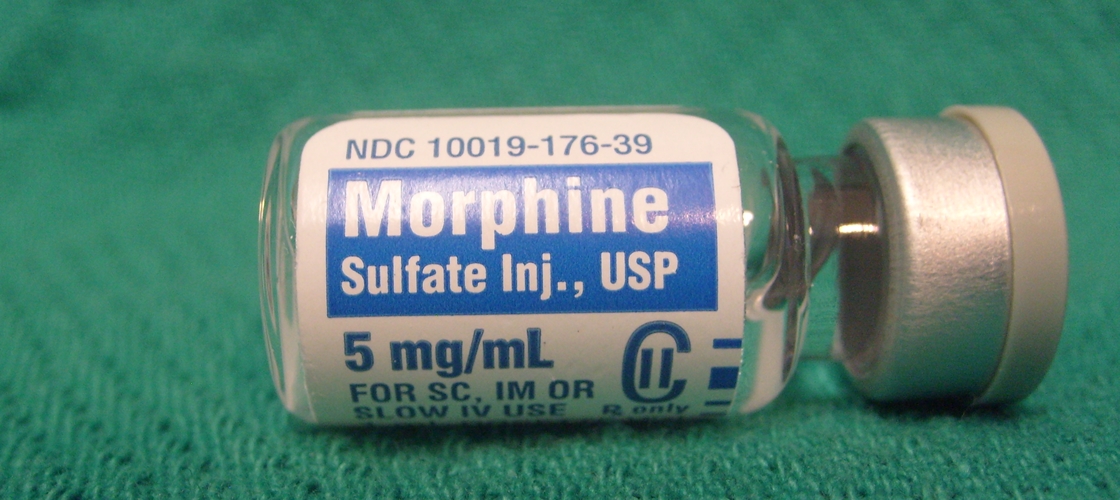 NDC 10019-176-39
Morphine
Sulfate Inj., USP
5 mg/mL
CII
FOR SC, IM OR
SLOW IV USE
Rx only